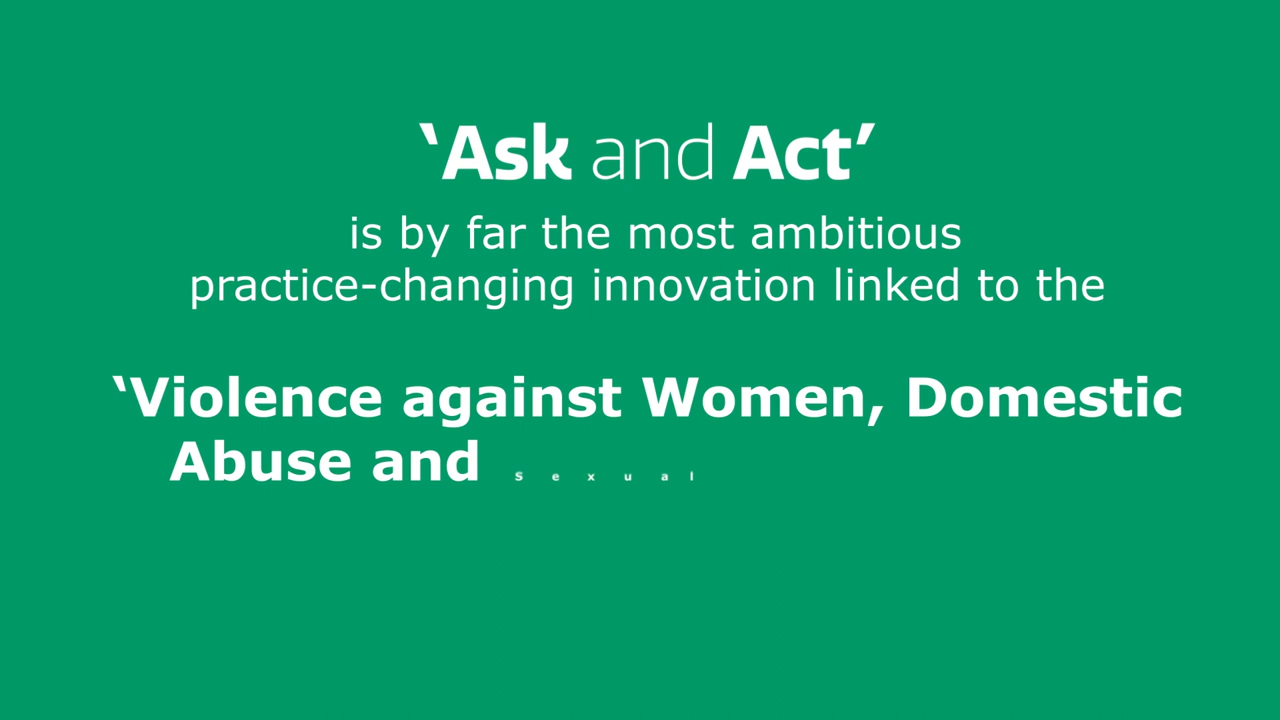 ‘Ask and Act’
is by far the most ambitious
practice-changing innovation linked to the
‘Violence against Women, Domestic
Abuse and Sexual